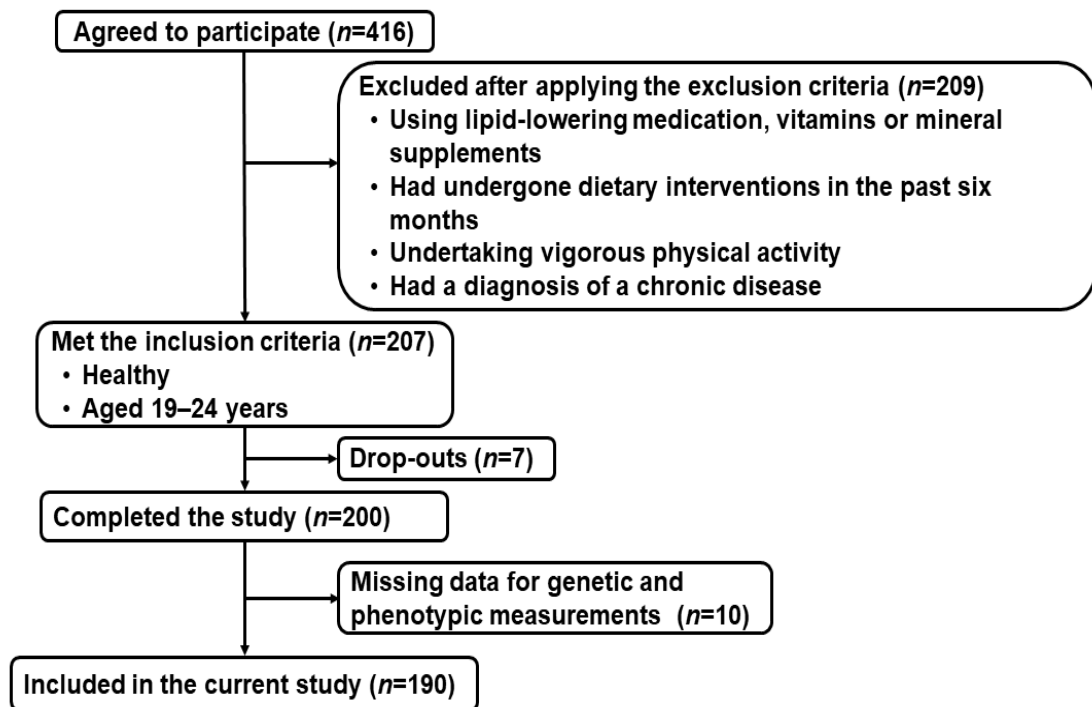 Agreed to participate (n=416)
Excluded after applying the exclusion criteria (n=209)
• Using lipid-lowering medication, vitamins or mineral
supplements
• Had undergone dietary interventions in the past six
months
• Undertaking vigorous physical activity
• Had a diagnosis of a chronic disease
Met the inclusion criteria (n=207)
• Healthy
• Aged 19–24 years
Drop-outs (n=7)
Completed the study (n=200)
Missing data for genetic and
phenotypic measurements (n=10)
Included in the current study (n=190)